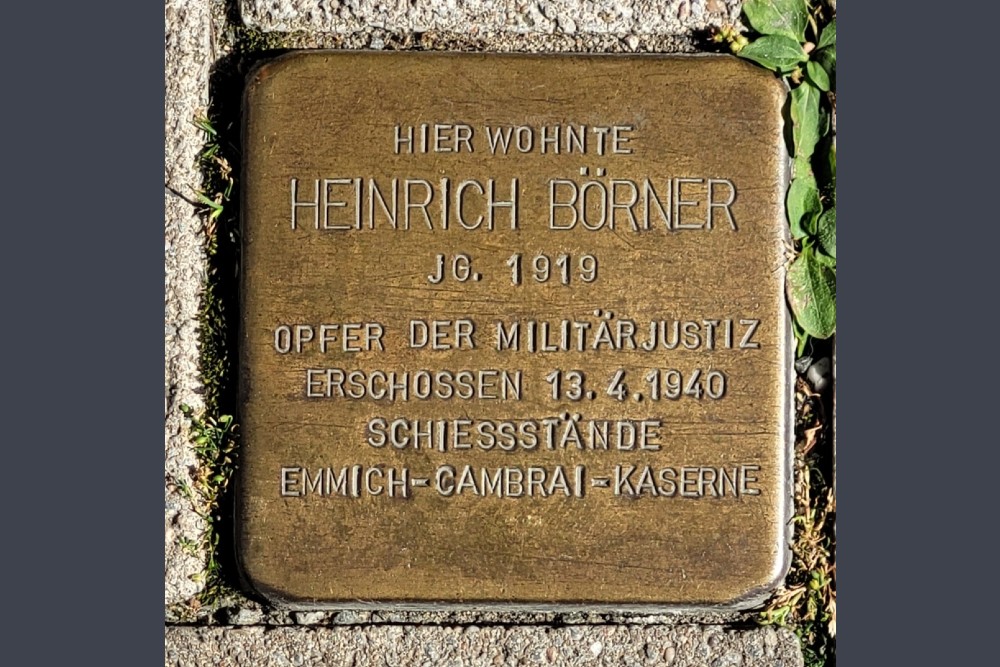 HIER WOHNTE
HEINRICH BÖRNER
JG. 1919
OPFER DER MILITÄRJUSTIZ
ERSCHOSSEN 13.4.1940
SCHIESSSTÄNDE
EMMICH-CAMBRAI-KASERNE